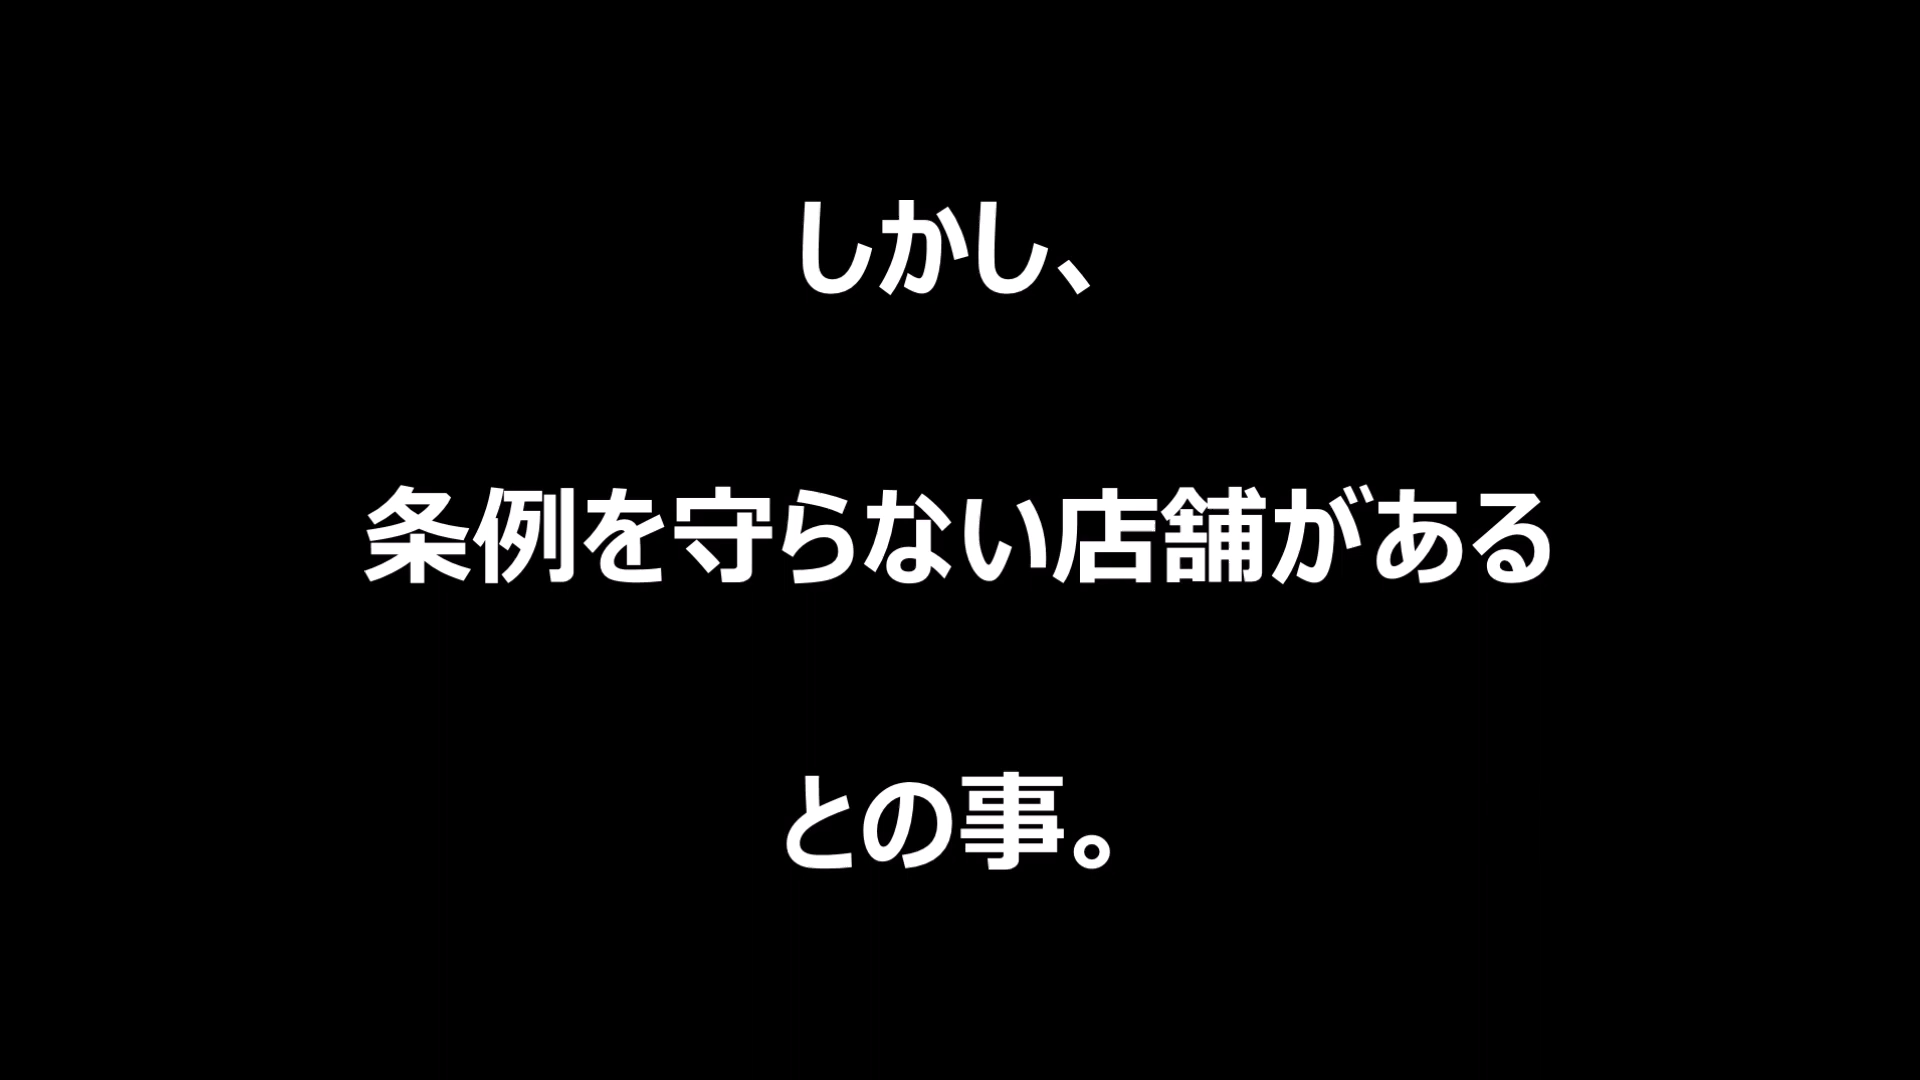 しかし、
条例を守らない店舗がある
との事。